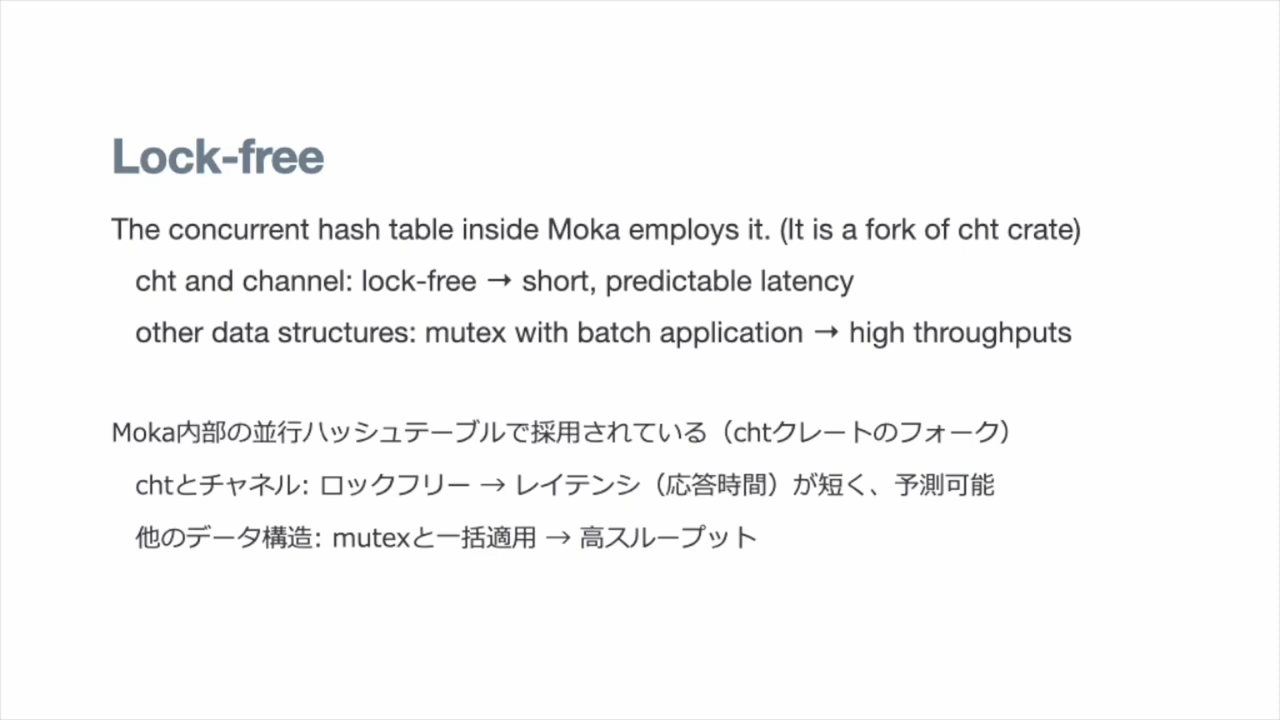 Lock-free
The concurrent hash table inside Moka employs it. (It is a fork of cht crate)
cht and channel: lock-free → short, predictable latency
other data structures: mutex with batch application → high throughputs
Moka内部の並行ハッシュテーブルで採用されている（chtクレートのフォーク）
chtとチャネル: ロックフリー → レイテンシ（応答時間）が短く、予測可能
他のデータ構造: mutexと一括適用 → 高スループット